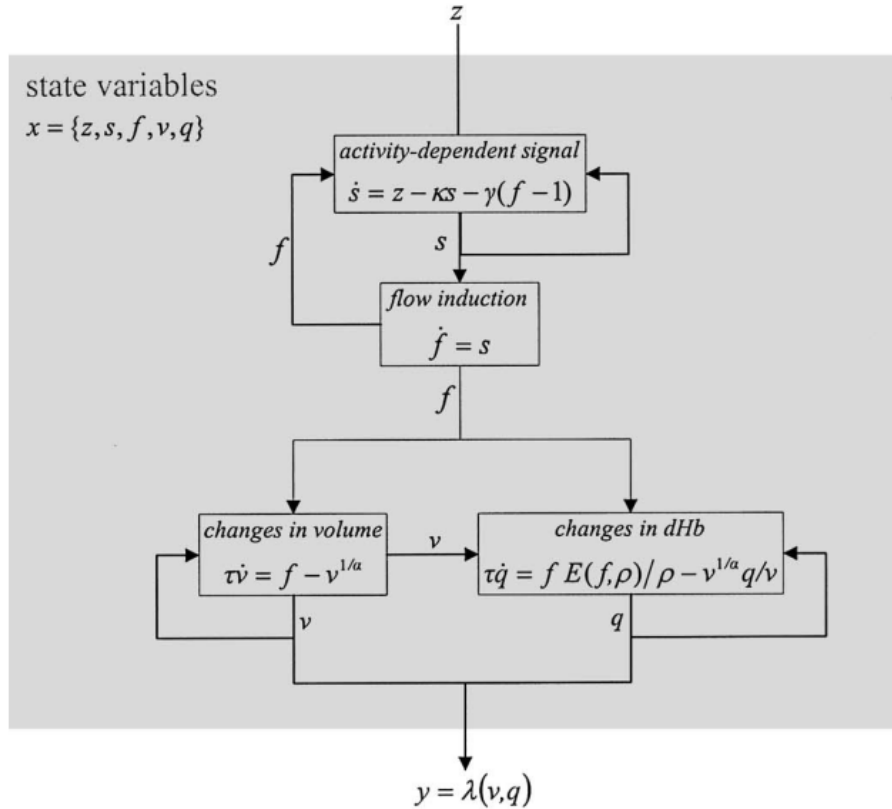 z
state variables
x = {z, s, f, v, q}
activity-dependent signal
ṡ = z − κs − γ(f −1)
f
s
flow induction
ḟ = s
f
changes in volume
τv̇ = f − v^{1/α}
v
changes in dHb
τq̇ = f E(f,ρ)/ρ − v^{1/α} q/v
v
q
y = λ(v,q)